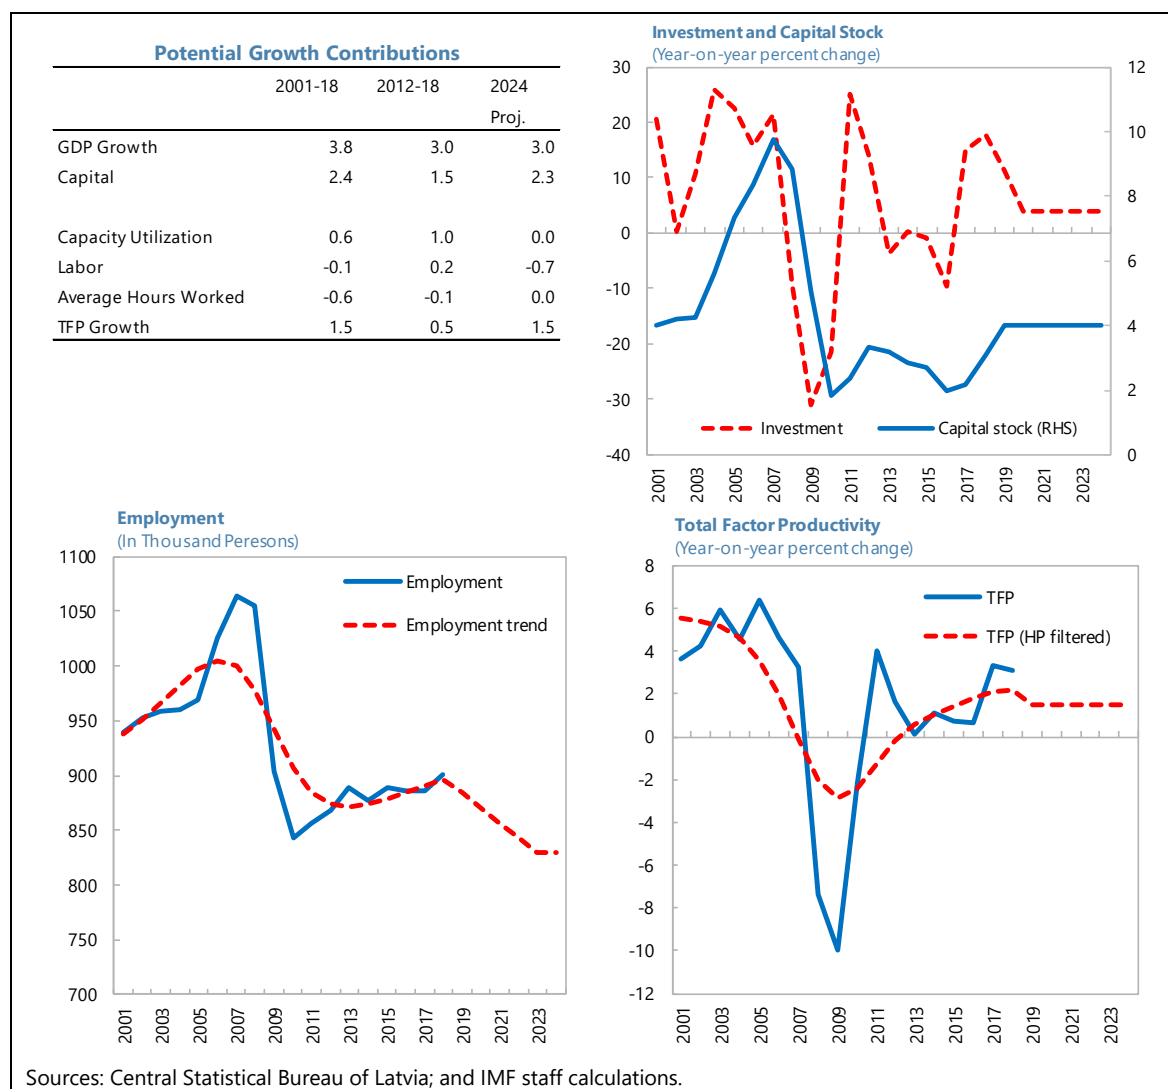 Potential Growth Contributions
2001-18 2012-18 2024
Proj.
GDP Growth 3.8 3.0 3.0
Capital 2.4 1.5 2.3
Capacity Utilization 0.6 1.0 0.0
Labor -0.1 0.2 -0.7
Average Hours Worked -0.6 -0.1 0.0
TFP Growth 1.5 0.5 1.5
Investment and Capital Stock
(Year-on-year percent change)
30
20
10
0
-10
-20
-30
-40
12
10
8
6
4
2
0
Investment Capital stock (RHS)
2001 2003 2005 2007 2009 2011 2013 2015 2017 2019 2021 2023
Employment
(In Thousand Peresons)
1100
1050
1000
950
900
850
800
750
700
Employment
Employment trend
2001 2003 2005 2007 2009 2011 2013 2015 2017 2019 2021 2023
Total Factor Productivity
(Year-on-year percent change)
8
6
4
2
0
-2
-4
-6
-8
-10
-12
TFP
TFP (HP filtered)
2001 2003 2005 2007 2009 2011 2013 2015 2017 2019 2021 2023
Sources: Central Statistical Bureau of Latvia; and IMF staff calculations.